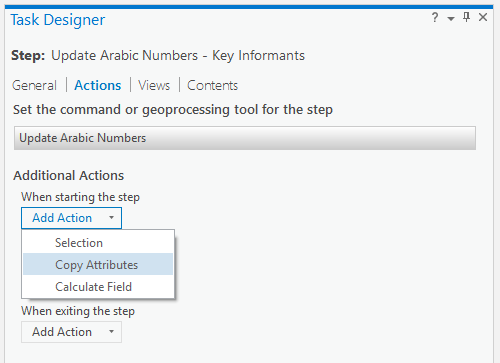 Task Designer
?
Step: Update Arabic Numbers - Key Informants
General | Actions | Views | Contents
Set the command or geoprocessing tool for the step
Update Arabic Numbers
Additional Actions
When starting the step
Add Action
Selection
Copy Attributes
Calculate Field
When exiting the step
Add Action